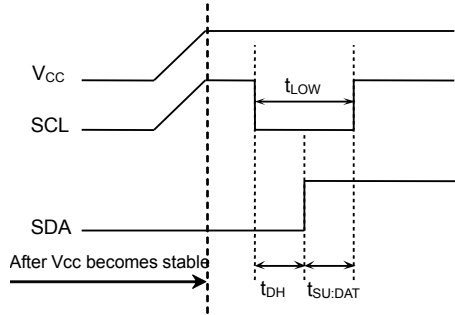 VCC
tLOW
SCL
SDA
After Vcc becomes stable
tDH
tSU:DAT